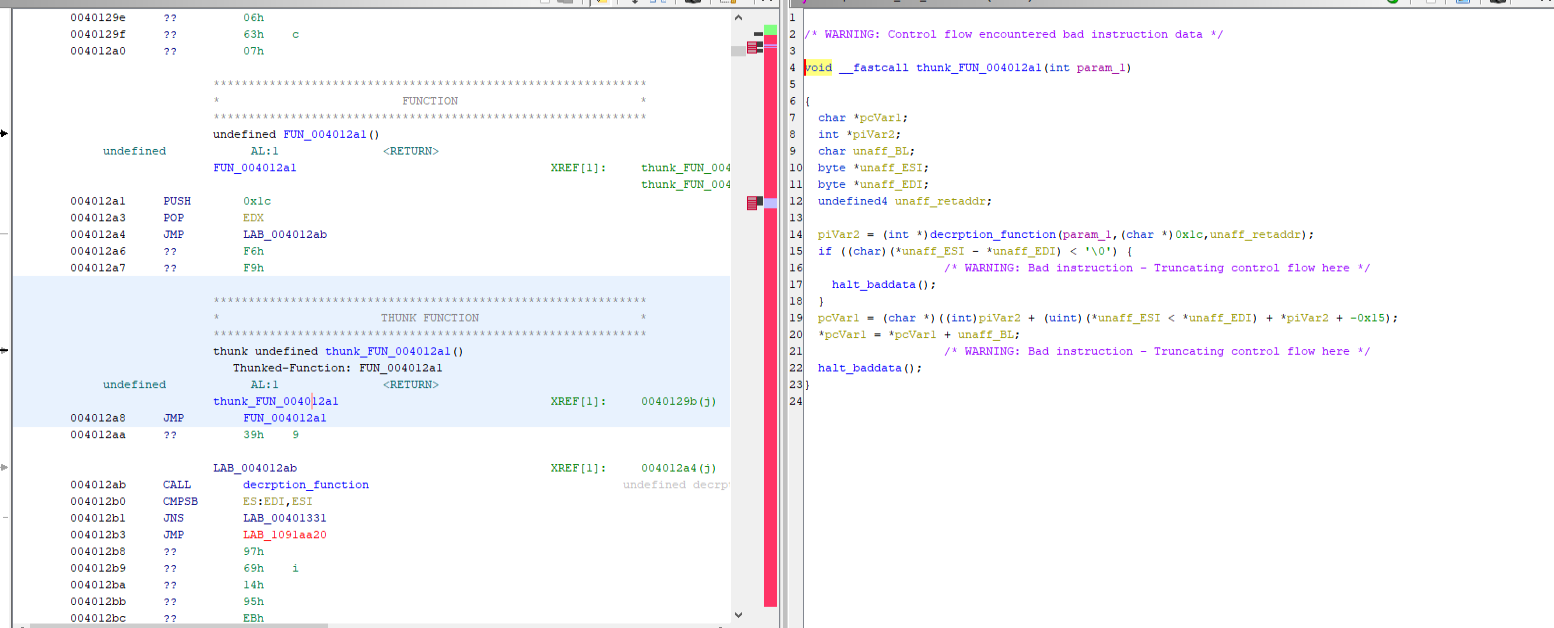 0040129e ?? 06h
0040129f ?? 63h c
004012a0 ?? 07h
**************************************************************
* FUNCTION *
**************************************************************
undefined FUN_004012a1()
undefined AL:1 <RETURN>
FUN_004012a1 XREF[1]: thunk_FUN_004
thunk_FUN_004
004012a1 PUSH 0x1c
004012a3 POP EDX
004012a4 JMP LAB_004012ab
004012a6 ?? F6h
004012a7 ?? F9h
**************************************************************
* THUNK FUNCTION *
**************************************************************
thunk undefined thunk_FUN_004012a1()
Thunked-Function: FUN_004012a1
undefined AL:1 <RETURN>
thunk_FUN_004012a1 XREF[1]: 0040129b(j)
004012a8 JMP FUN_004012a1
004012aa ?? 39h 9
LAB_004012ab XREF[1]: 004012a4(j)
004012ab CALL decrption_function undefined decrp
004012b0 CMPSB ES:EDI,ESI
004012b1 JNS LAB_00401331
004012b3 JMP LAB_1091aa20
004012b8 ?? 97h
004012b9 ?? 69h i
004012ba ?? 14h
004012bb ?? 95h
004012bc ?? EBh
1
2 /* WARNING: Control flow encountered bad instruction data */
3
4 void __fastcall thunk_FUN_004012a1(int param_1)
5
6 {
7 char *pcVar1;
8 int *piVar2;
9 char unaff_BL;
10 byte *unaff_ESI;
11 byte *unaff_EDI;
12 undefined4 unaff_retaddr;
13
14 piVar2 = (int *)decrption_function(param_1,(char *)0x1c,unaff_retaddr);
15 if ((char)(*unaff_ESI - *unaff_EDI) < '\0') {
16 /* WARNING: Bad instruction - Truncating control flow here */
17 halt_baddata();
18 }
19 pcVar1 = (char *)((int)piVar2 + (uint)(*unaff_ESI < *unaff_EDI) + *piVar2 + -0x15);
20 *pcVar1 = *pcVar1 + unaff_BL;
21 /* WARNING: Bad instruction - Truncating control flow here */
22 halt_baddata();
23 }
24